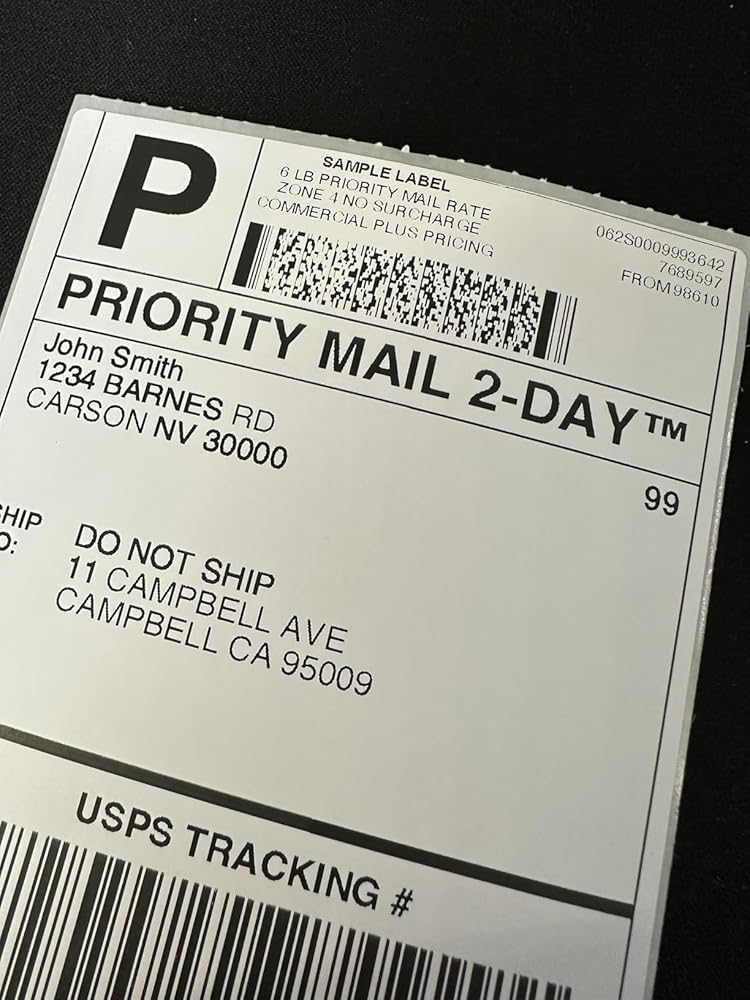 P
SAMPLE LABEL
6 LB PRIORITY MAIL RATE
ZONE 4 NO SURCHARGE
COMMERCIAL PLUS PRICING
062S0009993642
7689597
FROM 98610
PRIORITY MAIL 2-DAY™
John Smith
1234 BARNES RD
CARSON NV 30000
99
SHIP
O:
DO NOT SHIP
11 CAMPBELL AVE
CAMPBELL CA 95009
USPS TRACKING #